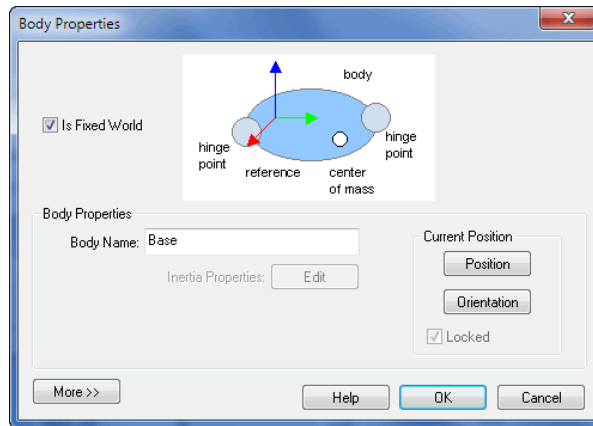 Body Properties
Is Fixed World
body
hinge
point
hinge
point
reference
center
of mass
Body Properties
Body Name: Base
Inertia Properties: Edit
Current Position
Position
Orientation
Locked
More >>
Help
OK
Cancel